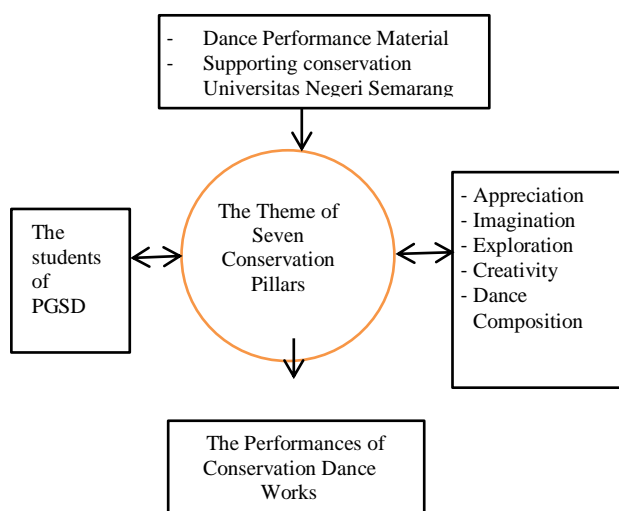 - Dance Performance Material
- Supporting conservation
Universitas Negeri Semarang
The Theme of
Seven
Conservation
Pillars
The
students
of
PGSD
- Appreciation
- Imagination
- Exploration
- Creativity
- Dance
Composition
The Performances of
Conservation Dance
Works